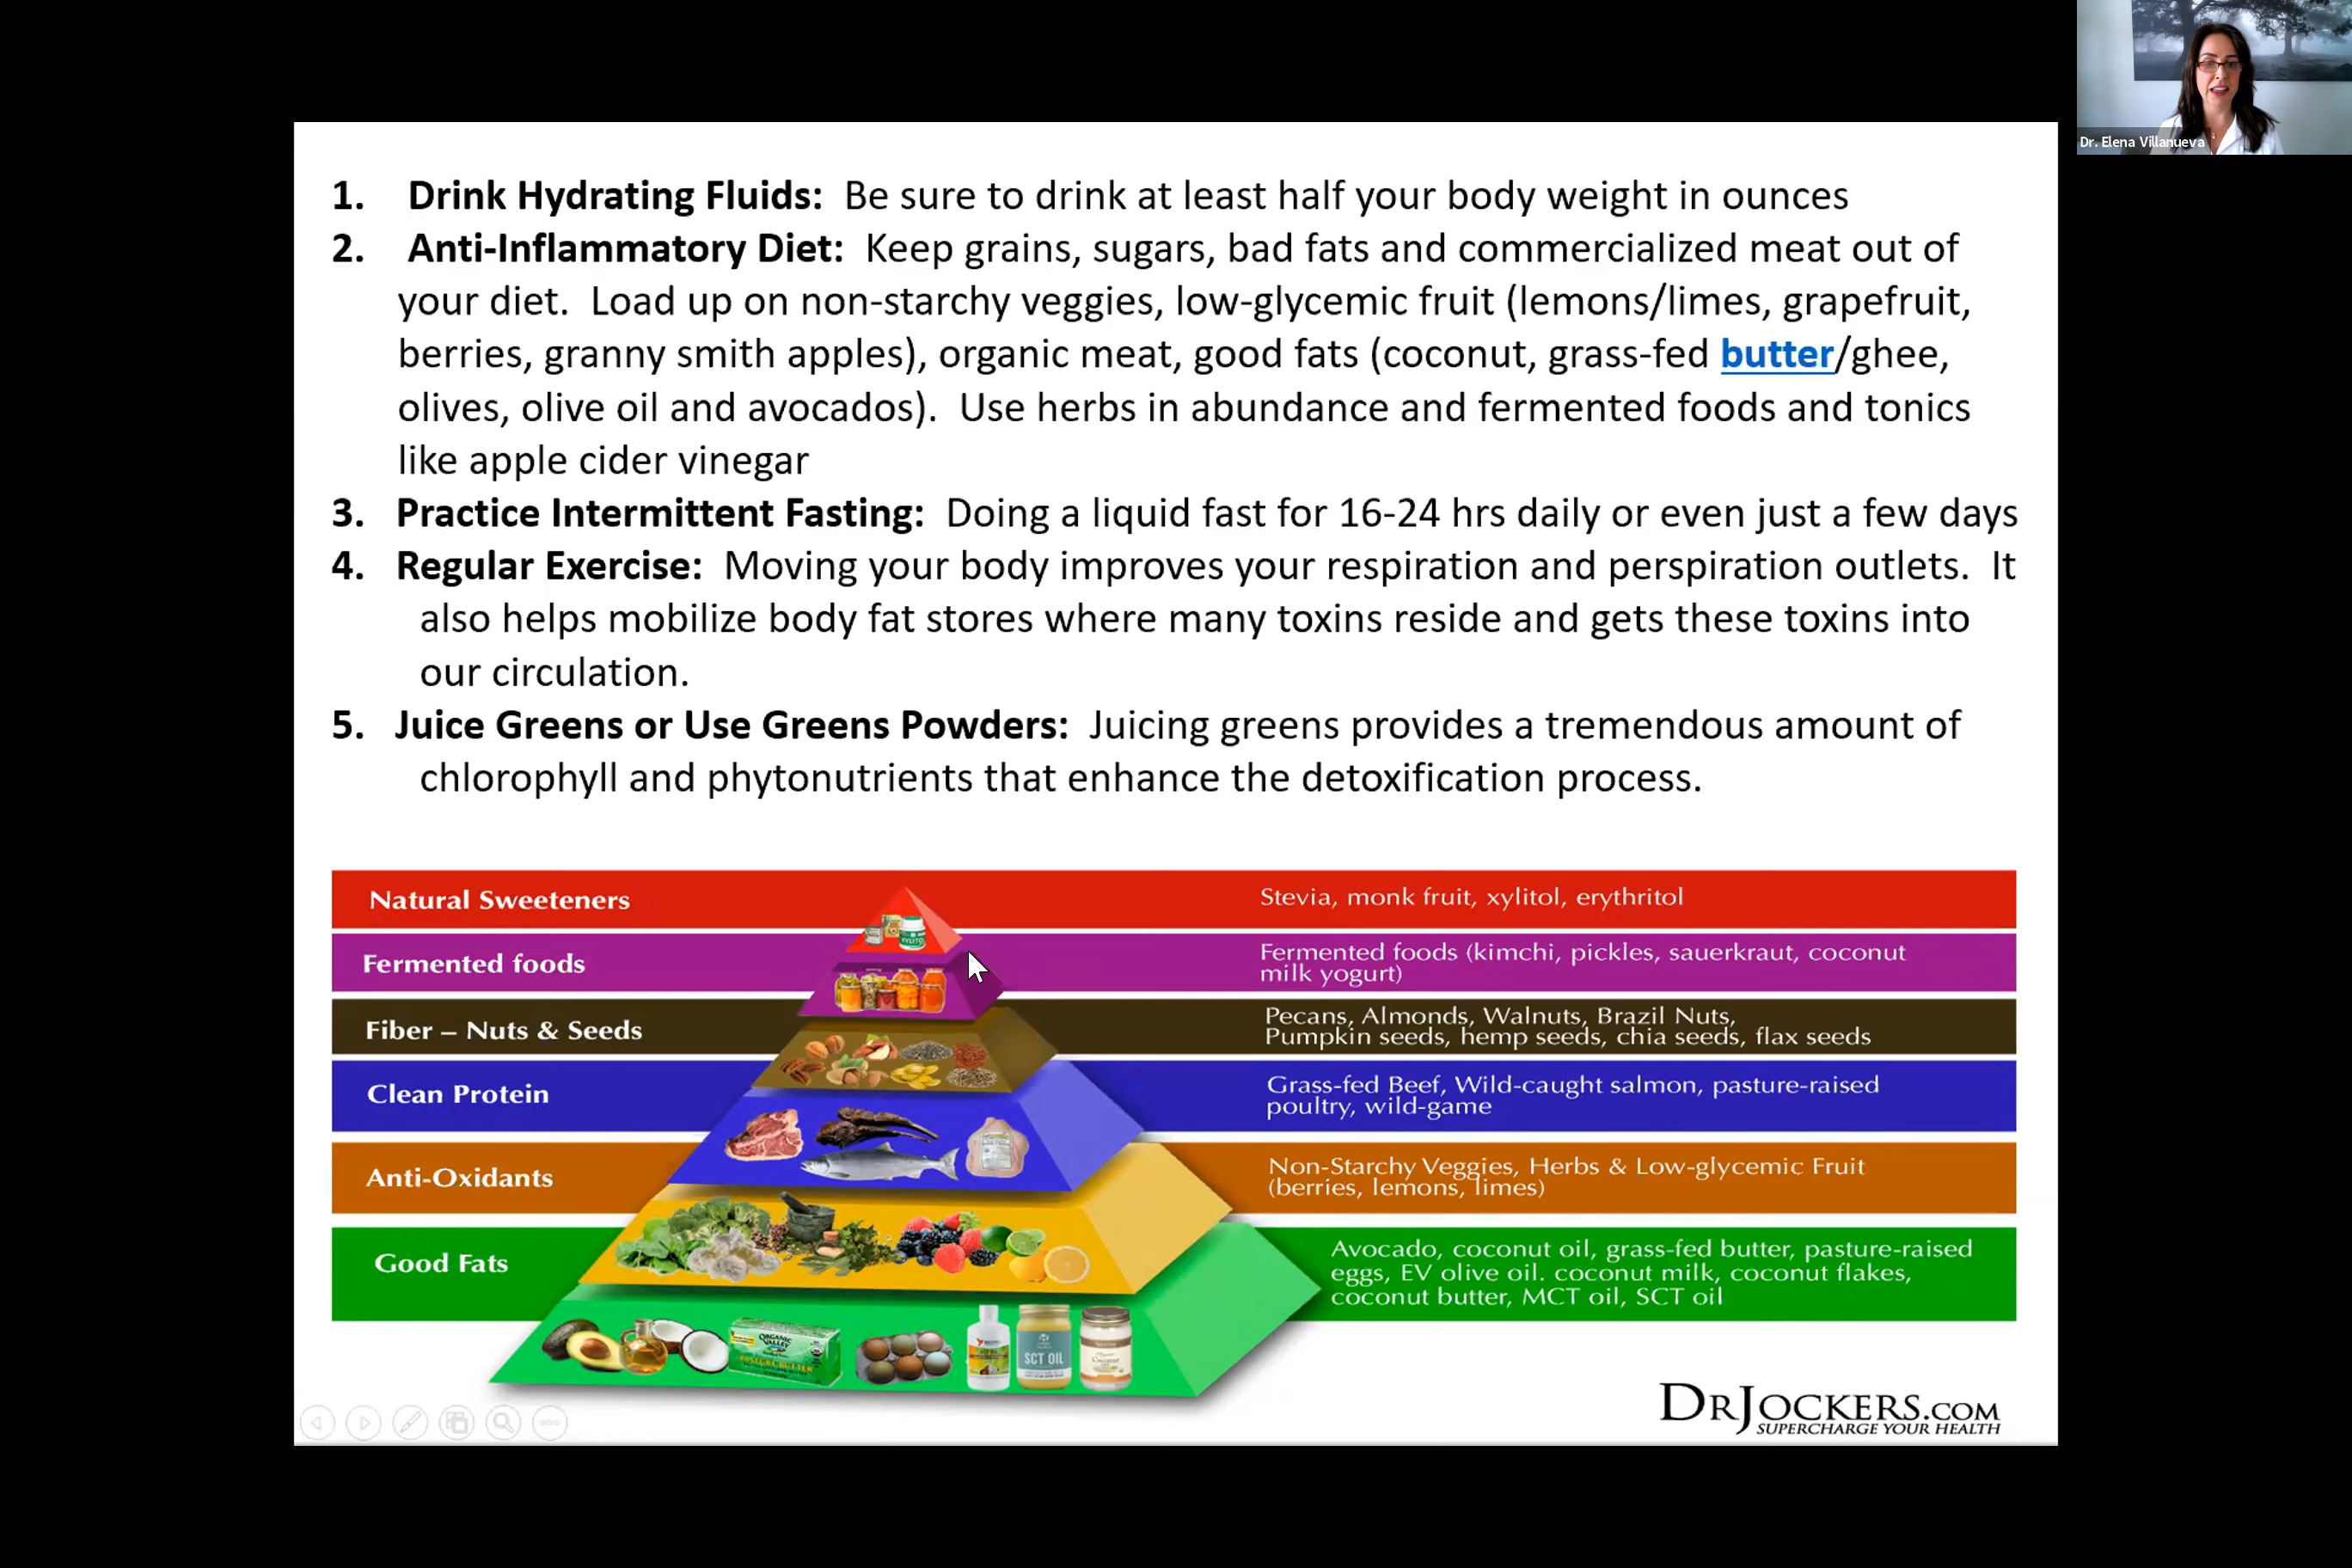 Dr. Elena Villanueva
1. Drink Hydrating Fluids: Be sure to drink at least half your body weight in ounces
2. Anti-Inflammatory Diet: Keep grains, sugars, bad fats and commercialized meat out of
your diet. Load up on non-starchy veggies, low-glycemic fruit (lemons/limes, grapefruit,
berries, granny smith apples), organic meat, good fats (coconut, grass-fed butter/ghee,
olives, olive oil and avocados). Use herbs in abundance and fermented foods and tonics
like apple cider vinegar
3. Practice Intermittent Fasting: Doing a liquid fast for 16-24 hrs daily or even just a few days
4. Regular Exercise: Moving your body improves your respiration and perspiration outlets. It
also helps mobilize body fat stores where many toxins reside and gets these toxins into
our circulation.
5. Juice Greens or Use Greens Powders: Juicing greens provides a tremendous amount of
chlorophyll and phytonutrients that enhance the detoxification process.
Natural Sweeteners
Stevia, monk fruit, xylitol, erythritol
XYLITOL
Fermented foods
Fermented foods (kimchi, pickles, sauerkraut, coconut
milk yogurt)
Fiber – Nuts & Seeds
Pecans, Almonds, Walnuts, Brazil Nuts,
Pumpkin seeds, hemp seeds, chia seeds, flax seeds
Clean Protein
Grass-fed Beef, Wild-caught salmon, pasture-raised
poultry, wild-game
Anti-Oxidants
Non-Starchy Veggies, Herbs & Low-glycemic Fruit
(berries, lemons, limes)
Good Fats
Avocado, coconut oil, grass-fed butter, pasture-raised
eggs, EV olive oil. coconut milk, coconut flakes,
coconut butter, MCT oil, SCT oil
ORGANIC
VALLEY
PASTURE BUTTER
SCT OIL
Coconut
DRJOCKERS.COM
SUPERCHARGE YOUR HEALTH